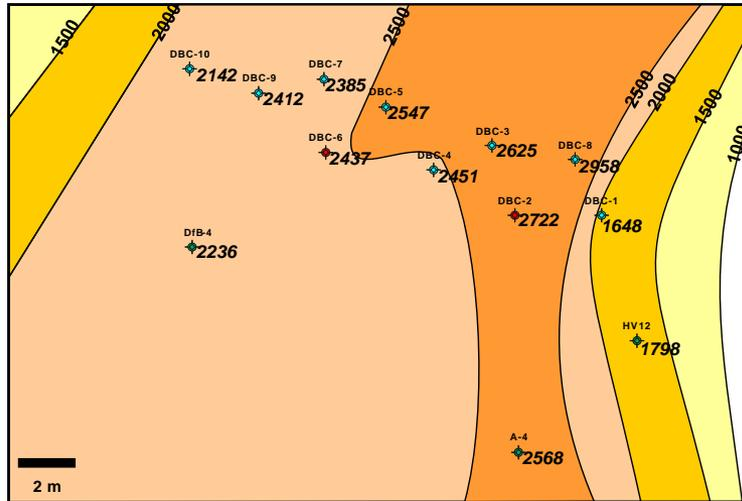 1500
2000
2500
DBC-10
2142
DBC-9
2412
DBC-7
2385
DBC-5
2547
2500
2000
1500
1000
DBC-6
2437
DBC-4
2451
DBC-3
2625
DBC-8
2958
DBC-2
2722
DBC-1
1648
DfB-4
2236
HV12
1798
A-4
2568
2 m